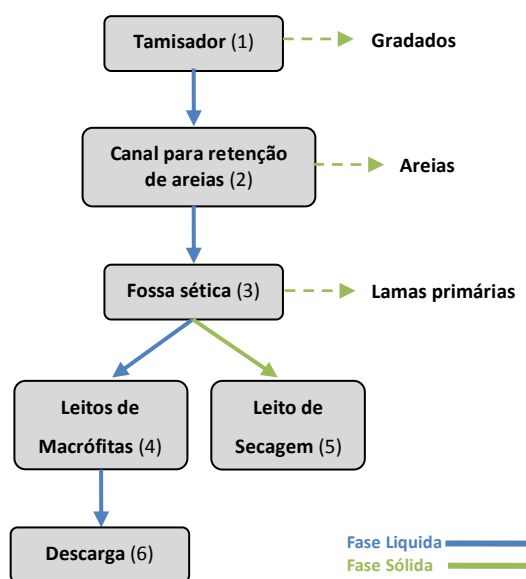 Tamisador (1)
Gradados
Canal para retenção
de areias (2)
Areias
Fossa sética (3)
Lamas primárias
Leitos de
Macrófitas (4)
Leito de
Secagem (5)
Descarga (6)
Fase Liquida
Fase Sólida